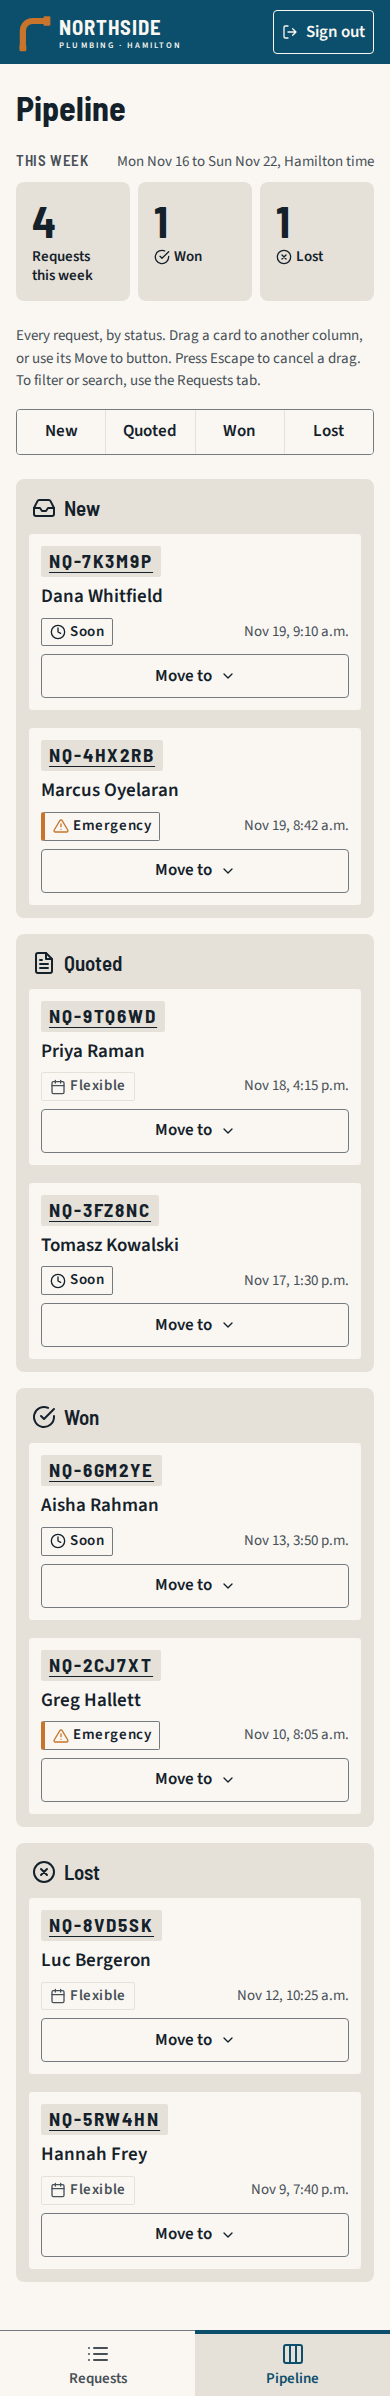 NORTHSIDE
PLUMBING · HAMILTON
Sign out
Pipeline
THIS WEEK Mon Nov 16 to Sun Nov 22, Hamilton time
4 1 1
Requests this week Won Lost
Every request, by status. Drag a card to another column,
or use its Move to button. Press Escape to cancel a drag.
To filter or search, use the Requests tab.
New Quoted Won Lost
New
NQ-7K3M9P
Dana Whitfield
Soon Nov 19, 9:10 a.m.
Move to
NQ-4HX2RB
Marcus Oyelaran
Emergency Nov 19, 8:42 a.m.
Move to
Quoted
NQ-9TQ6WD
Priya Raman
Flexible Nov 18, 4:15 p.m.
Move to
NQ-3FZ8NC
Tomasz Kowalski
Soon Nov 17, 1:30 p.m.
Move to
Won
NQ-6GM2YE
Aisha Rahman
Soon Nov 13, 3:50 p.m.
Move to
NQ-2CJ7XT
Greg Hallett
Emergency Nov 10, 8:05 a.m.
Move to
Lost
NQ-8VD5SK
Luc Bergeron
Flexible Nov 12, 10:25 a.m.
Move to
NQ-5RW4HN
Hannah Frey
Flexible Nov 9, 7:40 p.m.
Move to
Requests Pipeline